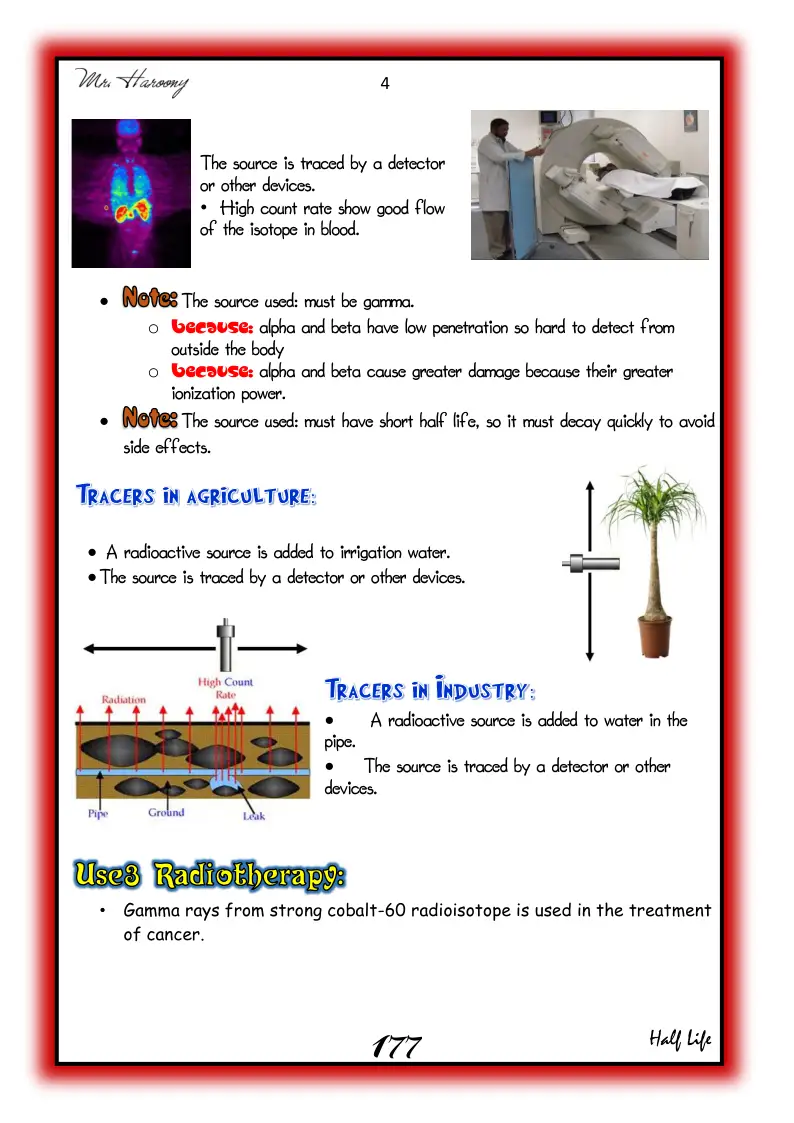 Mr. Haroony
4
The source is traced by a detector
or other devices.
• High count rate show good flow
of the isotope in blood.
• Note: The source used: must be gamma.
o because: alpha and beta have low penetration so hard to detect from
outside the body
o because: alpha and beta cause greater damage because their greater
ionization power.
• Note: The source used: must have short half life, so it must decay quickly to avoid
side effects.
Tracers in agriculture:
• A radioactive source is added to irrigation water.
• The source is traced by a detector or other devices.
High Count
Rate
Radiation
Pipe
Ground
Leak
Tracers in Industry:
• A radioactive source is added to water in the
pipe.
• The source is traced by a detector or other
devices.
Use3 Radiotherapy:
• Gamma rays from strong cobalt-60 radioisotope is used in the treatment
of cancer.
177
Half Life